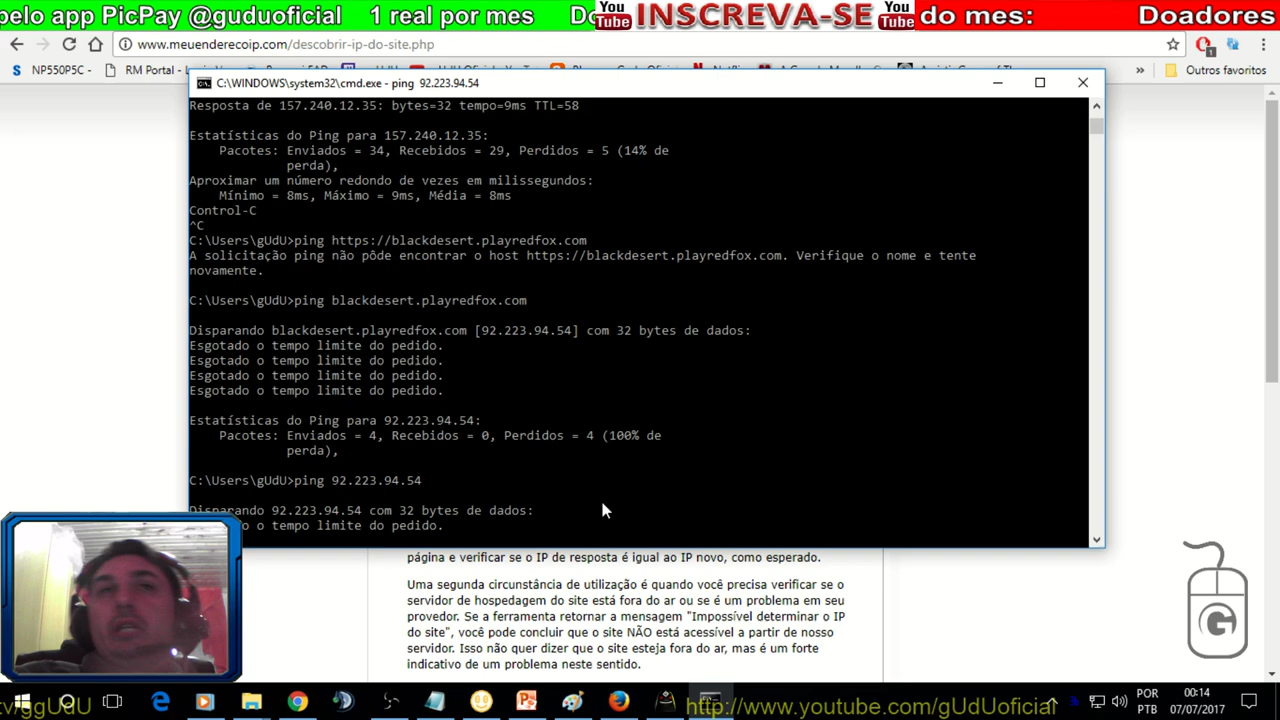 pelo app PicPay @guduoficial 1 real por mes Do You Tube INSCREVA-SE You Tube do mes: Doadores
www.meuenderecoip.com/descobrir-ip-do-site.php
NP550P5C - RM Portal - » Outros favoritos
C:\WINDOWS\system32\cmd.exe - ping 92.223.94.54
Resposta de 157.240.12.35: bytes=32 tempo=9ms TTL=58
Estatísticas do Ping para 157.240.12.35:
Pacotes: Enviados = 34, Recebidos = 29, Perdidos = 5 (14% de
perda),
Aproximar um número redondo de vezes em milissegundos:
Mínimo = 8ms, Máximo = 9ms, Média = 8ms
Control-C
^C
C:\Users\gUdU>ping https://blackdesert.playredfox.com
A solicitação ping não pôde encontrar o host https://blackdesert.playredfox.com. Verifique o nome e tente
novamente.
C:\Users\gUdU>ping blackdesert.playredfox.com
Disparando blackdesert.playredfox.com [92.223.94.54] com 32 bytes de dados:
Esgotado o tempo limite do pedido.
Esgotado o tempo limite do pedido.
Esgotado o tempo limite do pedido.
Esgotado o tempo limite do pedido.
Estatísticas do Ping para 92.223.94.54:
Pacotes: Enviados = 4, Recebidos = 0, Perdidos = 4 (100% de
perda),
C:\Users\gUdU>ping 92.223.94.54
Disparando 92.223.94.54 com 32 bytes de dados:
o tempo limite do pedido.
página e verificar se o IP de resposta é igual ao IP novo, como esperado.
Uma segunda circunstância de utilização é quando você precisa verificar se o
servidor de hospedagem do site está fora do ar ou se é um problema em seu
provedor. Se a ferramenta retornar a mensagem "Impossível determinar o IP
do site", você pode concluir que o site NÃO está acessível a partir de nosso
servidor. Isso não quer dizer que o site esteja fora do ar, mas é um forte
indicativo de um problema neste sentido.
G
tv/ggUdU http://www.youtube.com/gUdUoficial
POR 00:14
PTB 07/07/2017